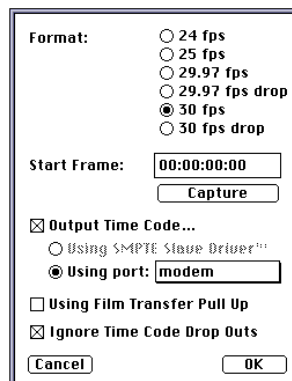 Format:
24 fps
25 fps
29.97 fps
29.97 fps drop
30 fps
30 fps drop
Start Frame: 00:00:00:00
Capture
Output Time Code...
Using SMPTE Slave Driver™
Using port: modem
Using Film Transfer Pull Up
Ignore Time Code Drop Outs
Cancel OK